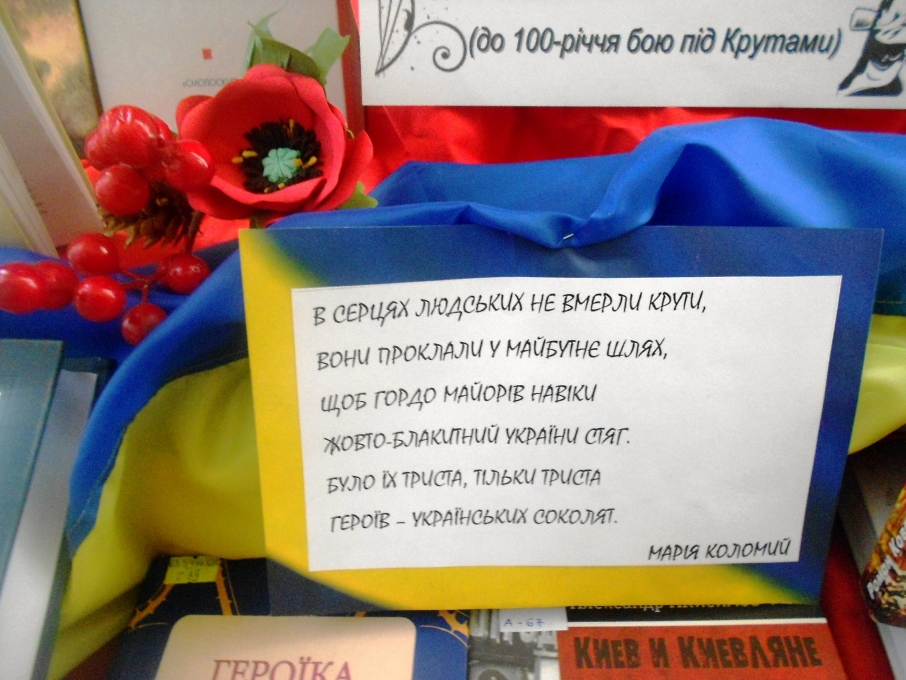 (до 100-річчя бою під Крутами)
В СЕРЦЯХ ЛЮДСЬКИХ НЕ ВМЕРЛИ КРУТИ,
ВОНИ ПРОКЛАЛИ У МАЙБУТНЄ ШЛЯХ,
ЩОБ ГОРДО МАЙОРІВ НАВІКИ
ЖОВТО-БЛАКИТНИЙ УКРАЇНИ СТЯГ.
БУЛО ЇХ ТРИСТА, ТІЛЬКИ ТРИСТА
ГЕРОЇВ – УКРАЇНСЬКИХ СОКОЛЯТ.
МАРІЯ КОЛОМИЙ
А-67
ГЕРОЇКА
КИЕВ И КИЕВЛЯНЕ